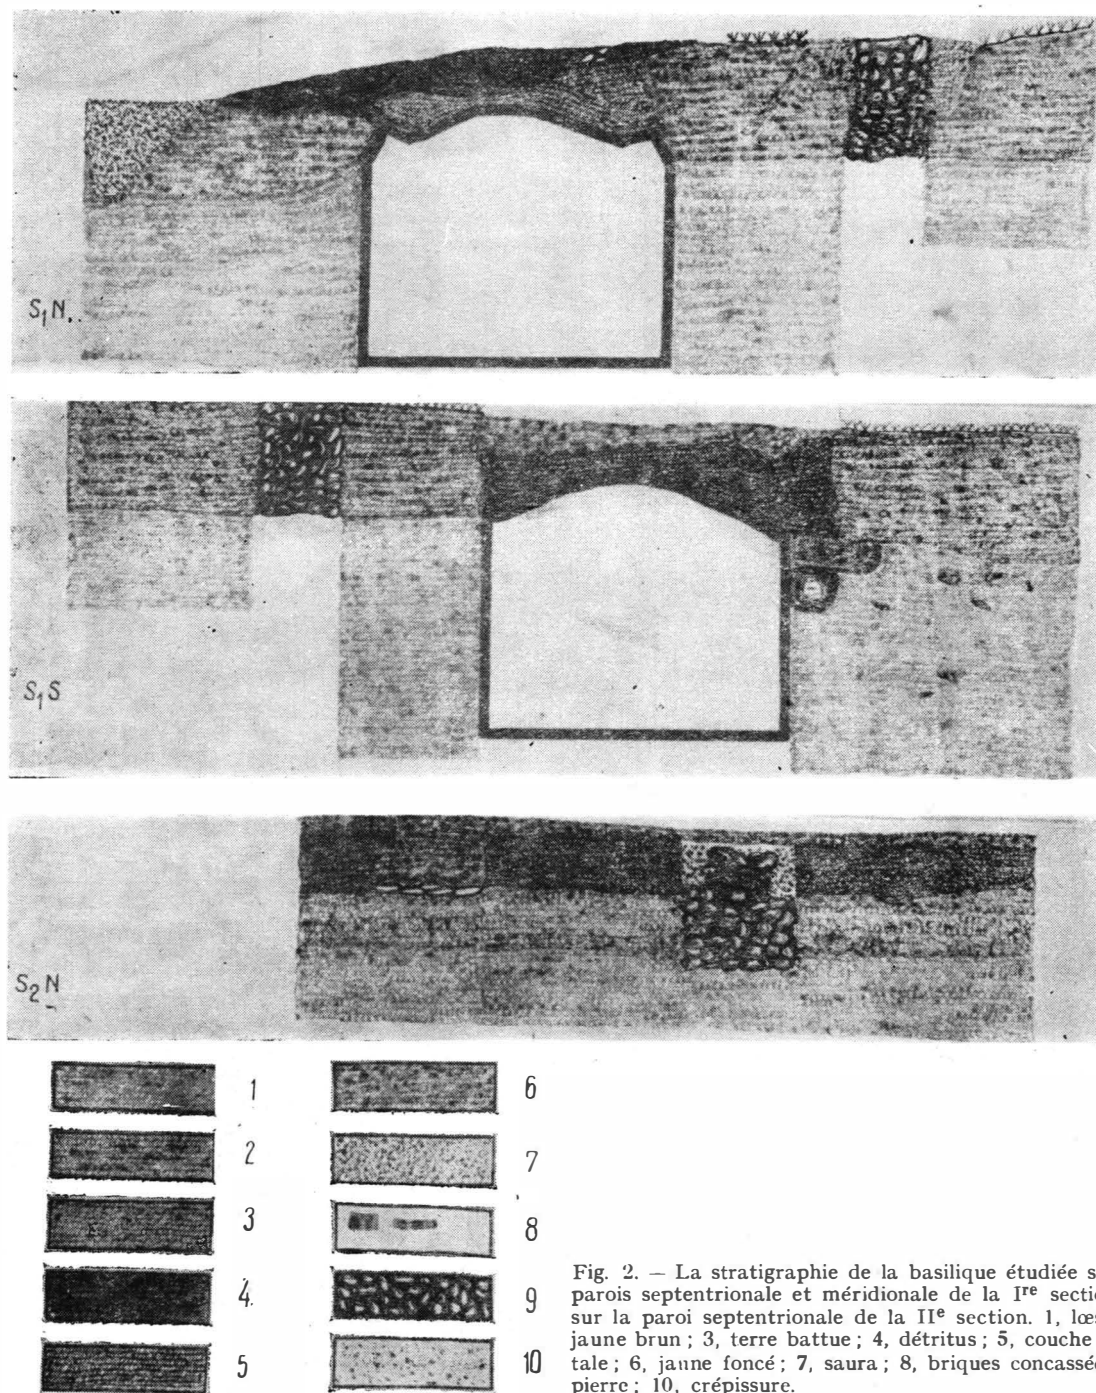 S₁N.
S₁S
S₂N
1
2
3
4
5
6
7
8
9
10
Fig. 2. — La stratigraphie de la basilique étudiée
parois septentrionale et méridionale de la Iʳᵉ
sur la paroi septentrionale de la IIᵉ section. 1,
jaune brun ; 3, terre battue ; 4, détritus ; 5, couche
tale ; 6, jaune foncé ; 7, saura ; 8, briques
pierre ; 10, crépissure.